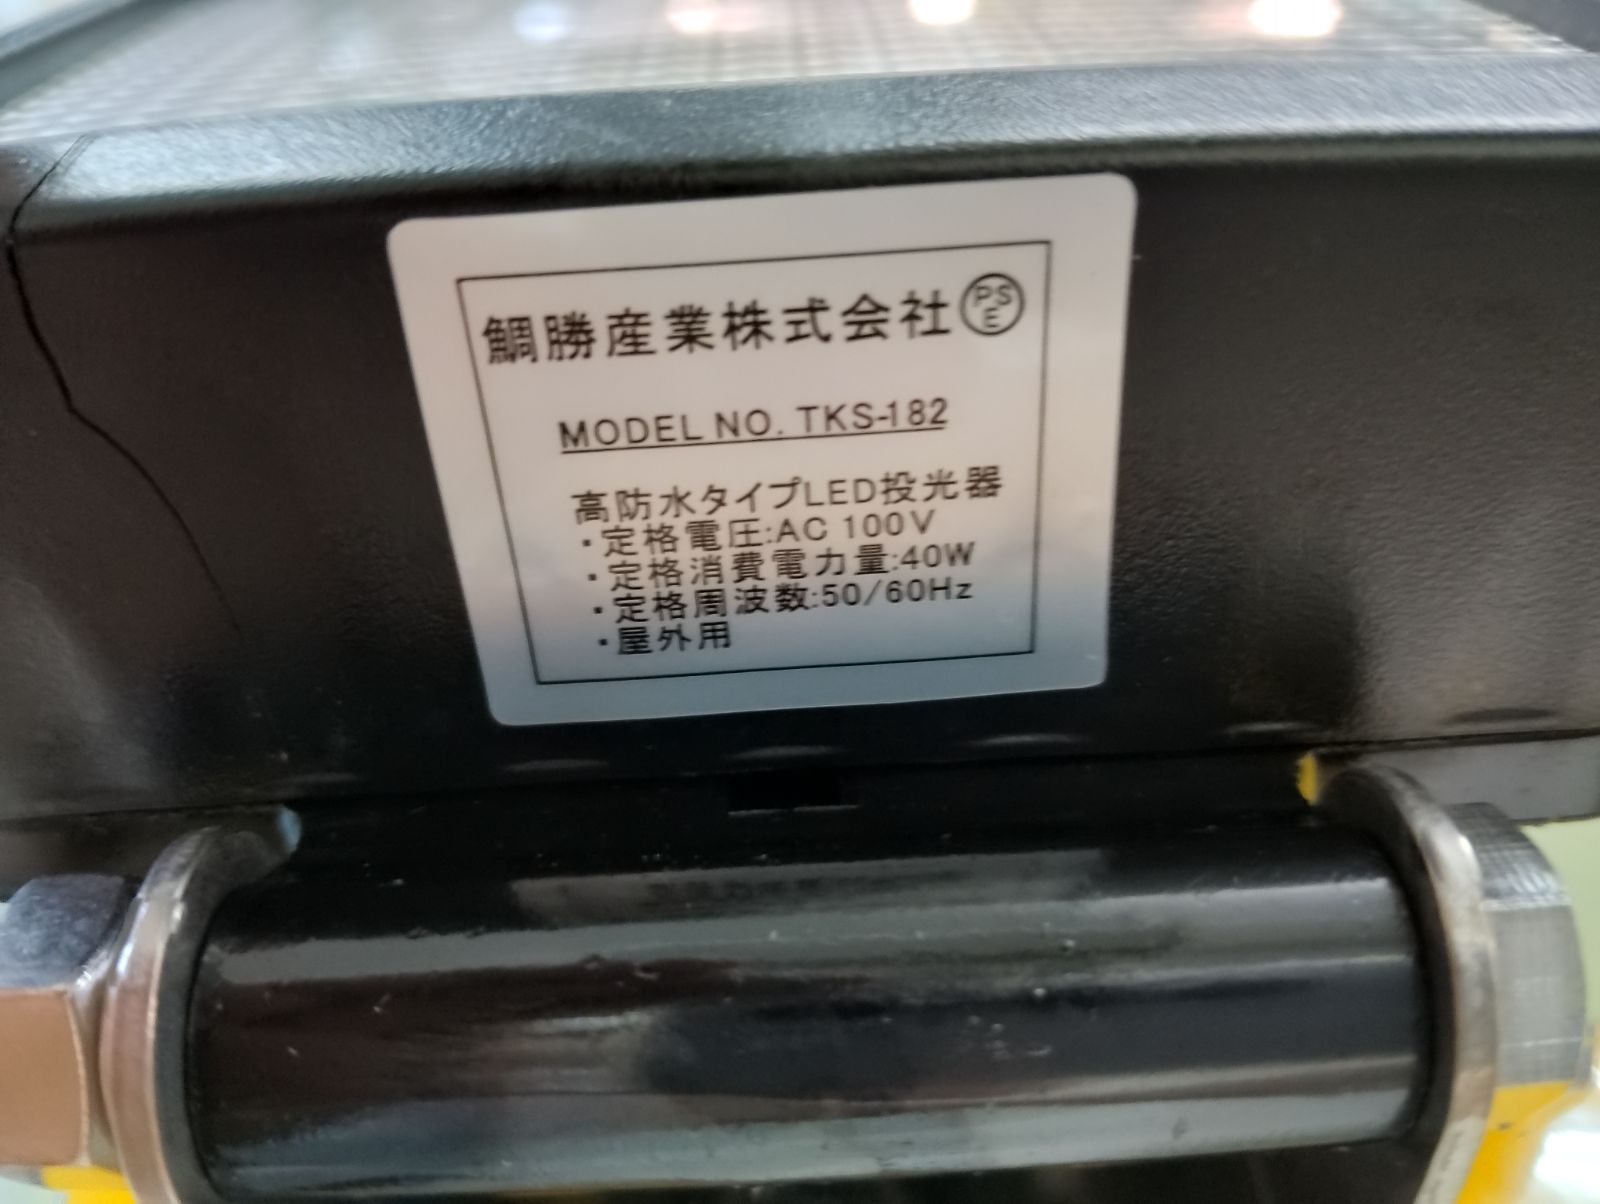 鯛勝産業株式会社 PSE
MODEL NO. TKS-182
高防水タイプLED投光器
・定格電圧:AC 100V
・定格消費電力量:40W
・定格周波数:50/60Hz
・屋外用